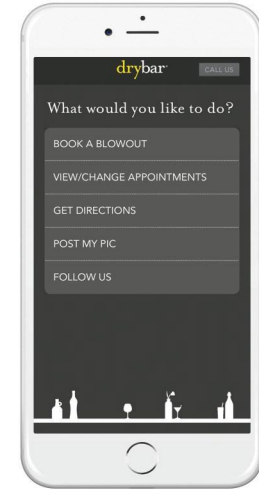 drybar
CALL US
What would you like to do?
BOOK A BLOWOUT
VIEW/CHANGE APPOINTMENTS
GET DIRECTIONS
POST MY PIC
FOLLOW US